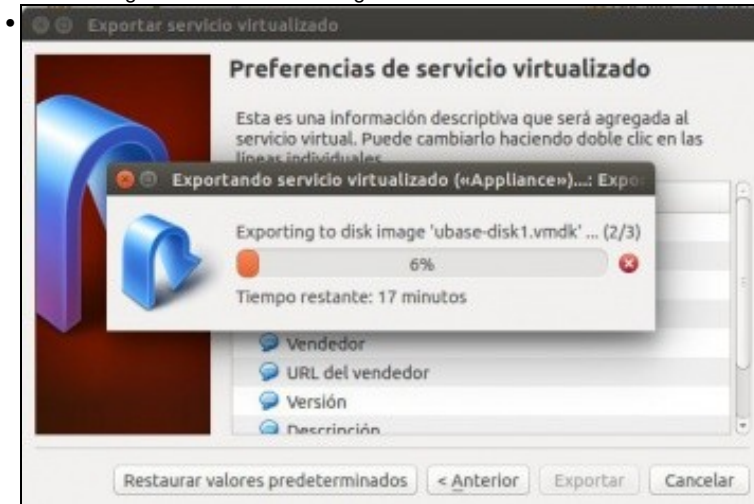 Exportar servicio virtualizado
Preferencias de servicio virtualizado
Esta es una información descriptiva que será agregada al
servicio virtual. Puede cambiarlo haciendo doble clic en las
líneas individuales
Exportando servicio virtualizado («Appliance»)...: Expo
Exporting to disk image 'ubase-disk1.vmdk' ... (2/3)
6%
Tiempo restante: 17 minutos
Vendedor
URL del vendedor
Versión
Descripción
Restaurar valores predeterminados
< Anterior
Exportar
Cancelar